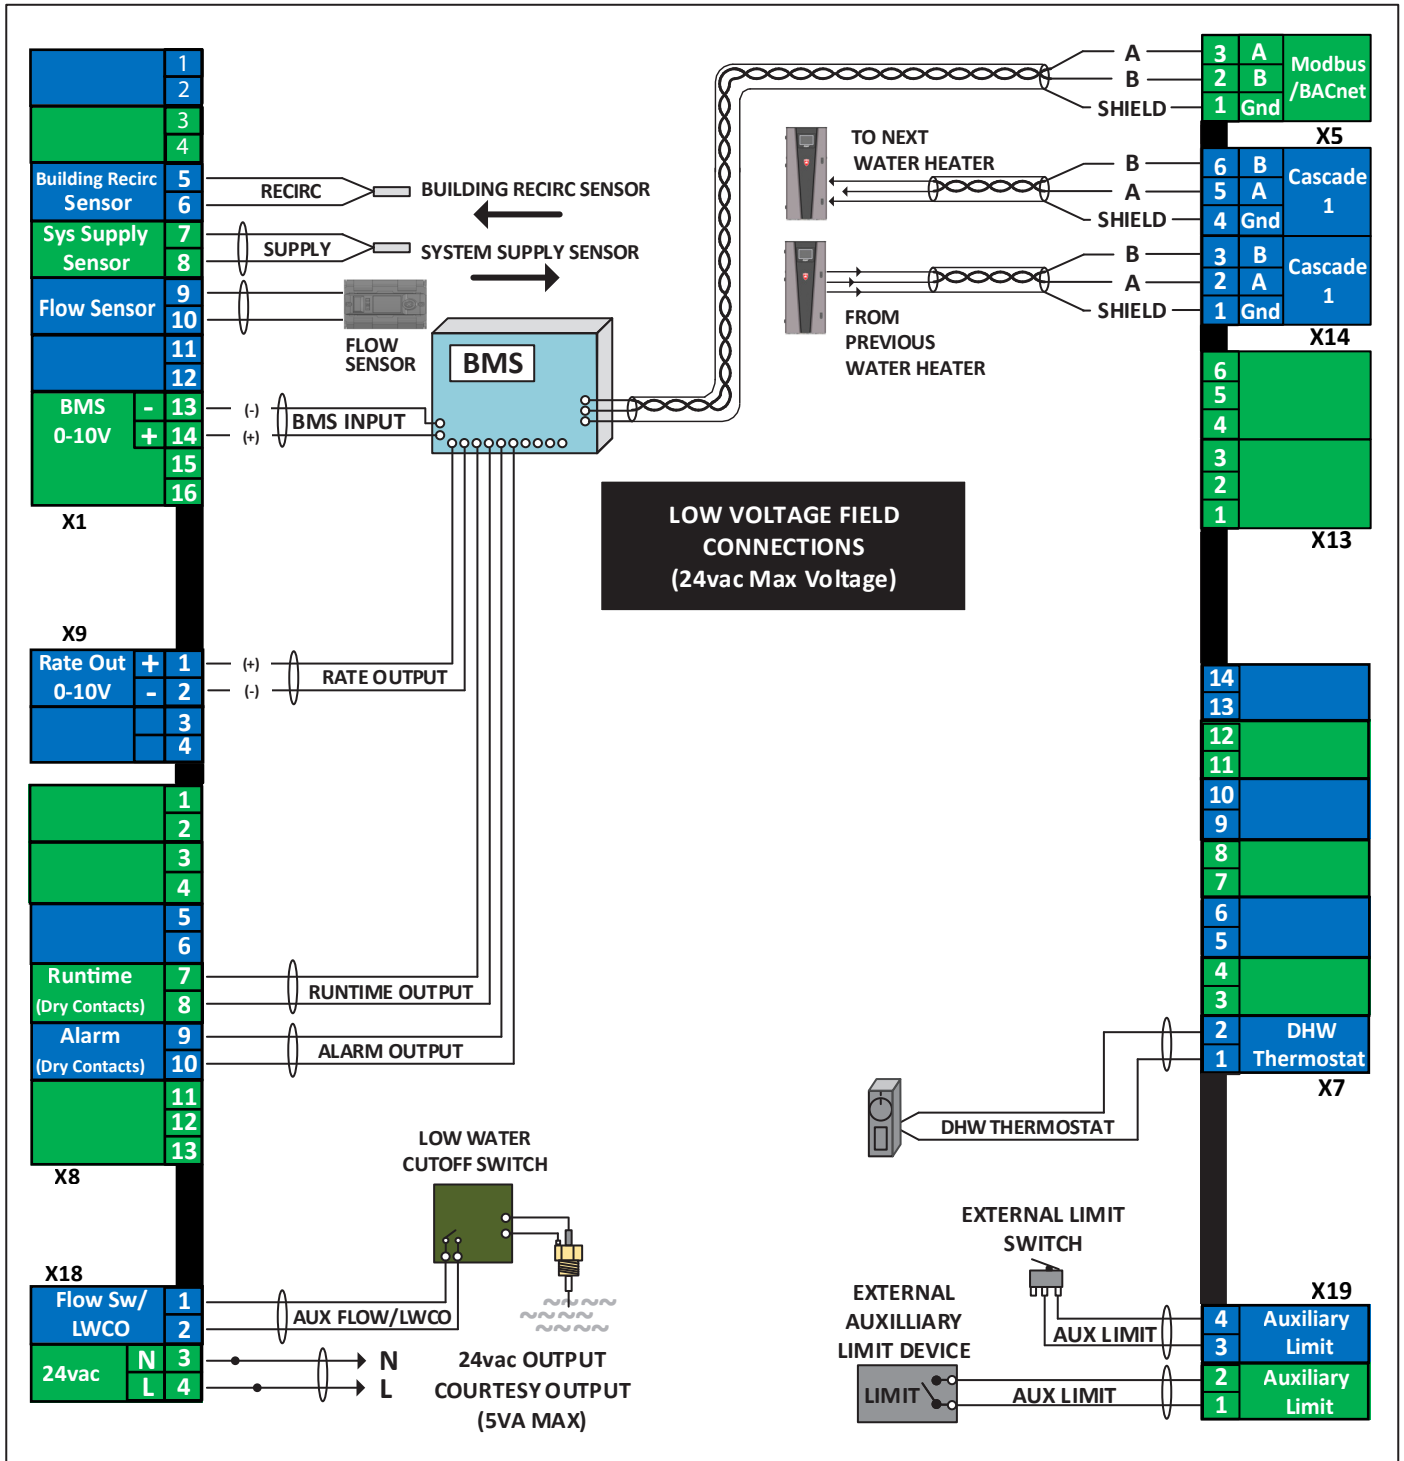 1
2
3
4
Building Recirc
Sensor
5
6
RECIRC
BUILDING RECIRC SENSOR
Sys Supply
Sensor
7
8
SUPPLY
SYSTEM SUPPLY SENSOR
Flow Sensor
9
10
FLOW
SENSOR
11
12
BMS
0-10V
- 13
+ 14
15
16
(-)
(+)
BMS INPUT
BMS
X1
X9
Rate Out
0-10V
+ 1
- 2
3
4
(+)
(-)
RATE OUTPUT
1
2
3
4
5
6
Runtime
(Dry Contacts)
7
8
RUNTIME OUTPUT
Alarm
(Dry Contacts)
9
10
ALARM OUTPUT
11
12
13
X8
LOW WATER
CUTOFF SWITCH
X18
Flow Sw/
LWCO
1
2
AUX FLOW/LWCO
24vac
N 3
L 4
N
L
24vac OUTPUT
COURTESY OUTPUT
(5VA MAX)
LOW VOLTAGE FIELD
CONNECTIONS
(24vac Max Voltage)
A
B
SHIELD
3 A
2 B
1 Gnd
Modbus
/BACnet
X5
TO NEXT
WATER HEATER
B
A
SHIELD
6 B
5 A
4 Gnd
Cascade
1
FROM
PREVIOUS
WATER HEATER
B
A
SHIELD
3 B
2 A
1 Gnd
Cascade
1
X14
6
5
4
3
2
1
X13
14
13
12
11
10
9
8
7
6
5
4
3
2
1
DHW
Thermostat
X7
DHW THERMOSTAT
EXTERNAL LIMIT
SWITCH
X19
AUX LIMIT
4
3
Auxiliary
Limit
EXTERNAL
AUXILLIARY
LIMIT DEVICE
LIMIT
AUX LIMIT
2
1
Auxiliary
Limit